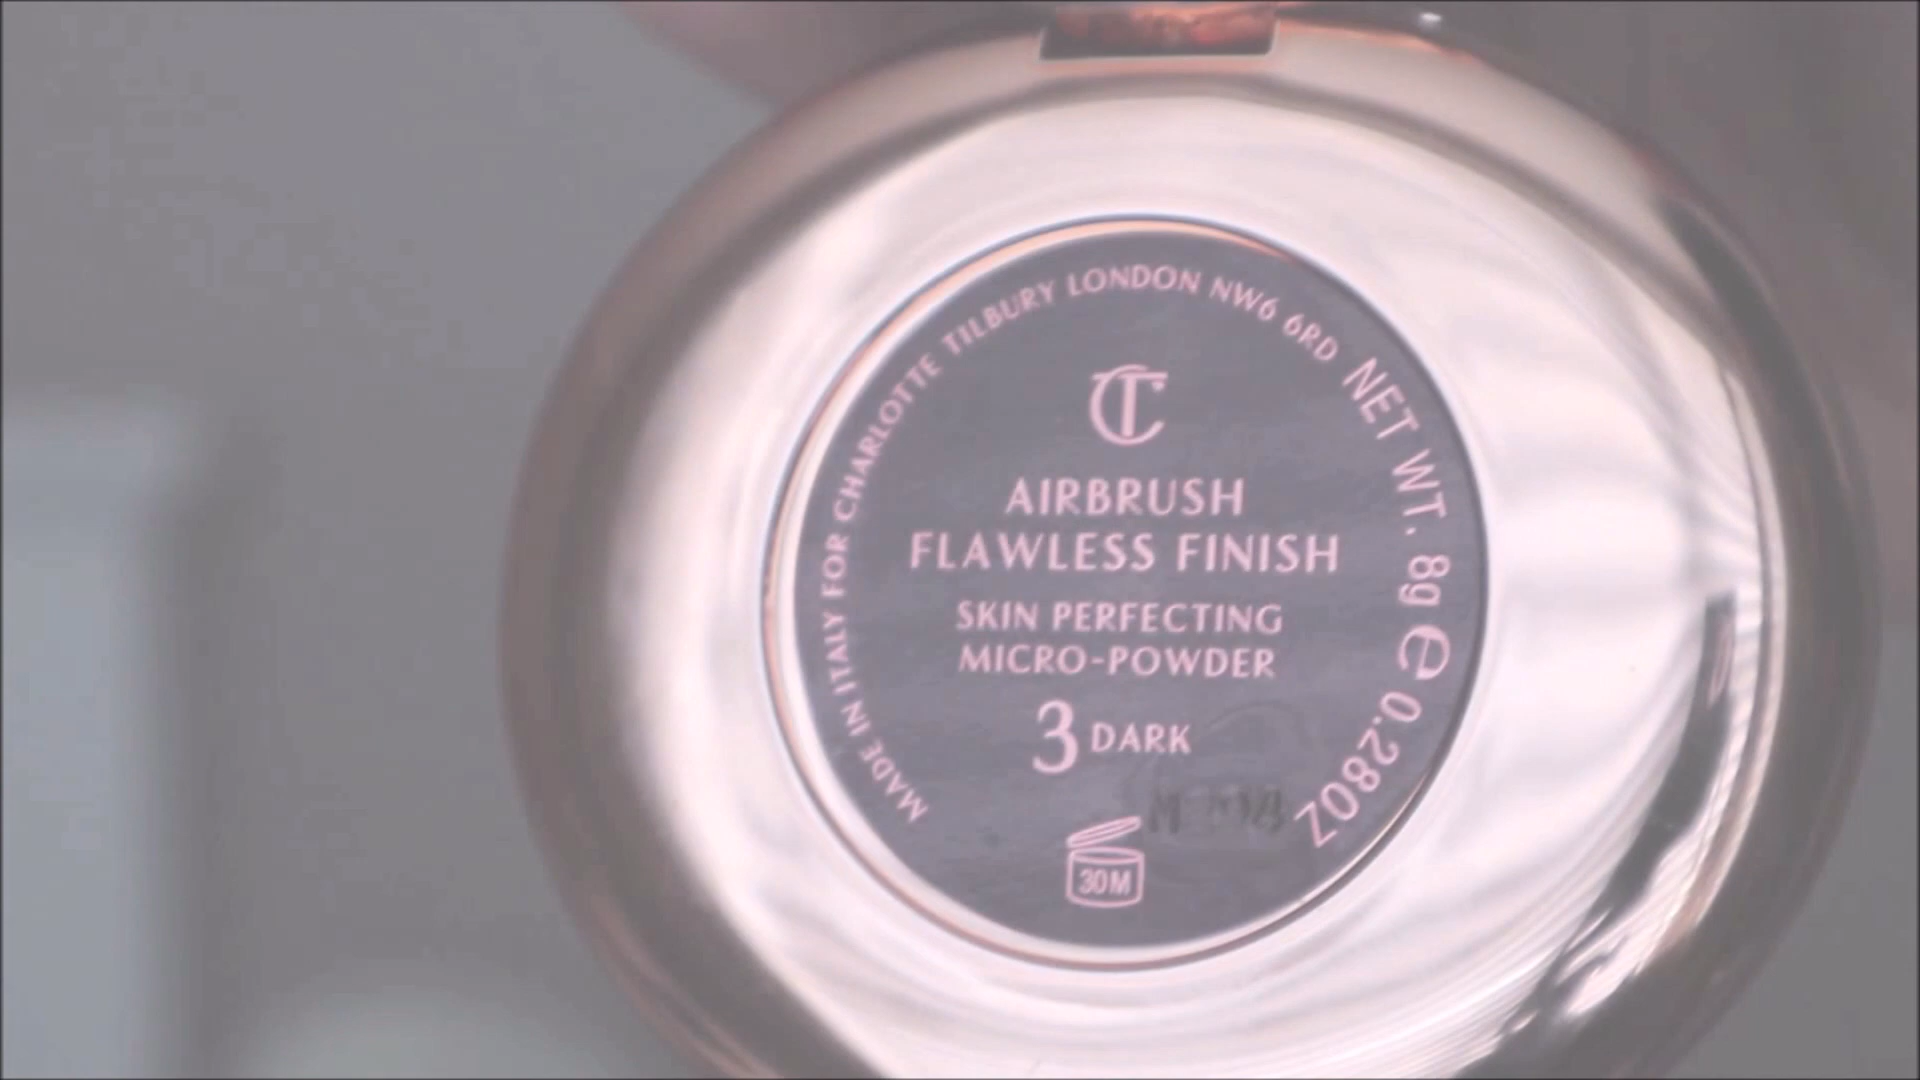 MADE IN ITALY FOR CHARLOTTE TILBURY LONDON NW6 6RD
NET WT. 8g e 0.28OZ
CT
AIRBRUSH
FLAWLESS FINISH
SKIN PERFECTING
MICRO-POWDER
3 DARK
30M